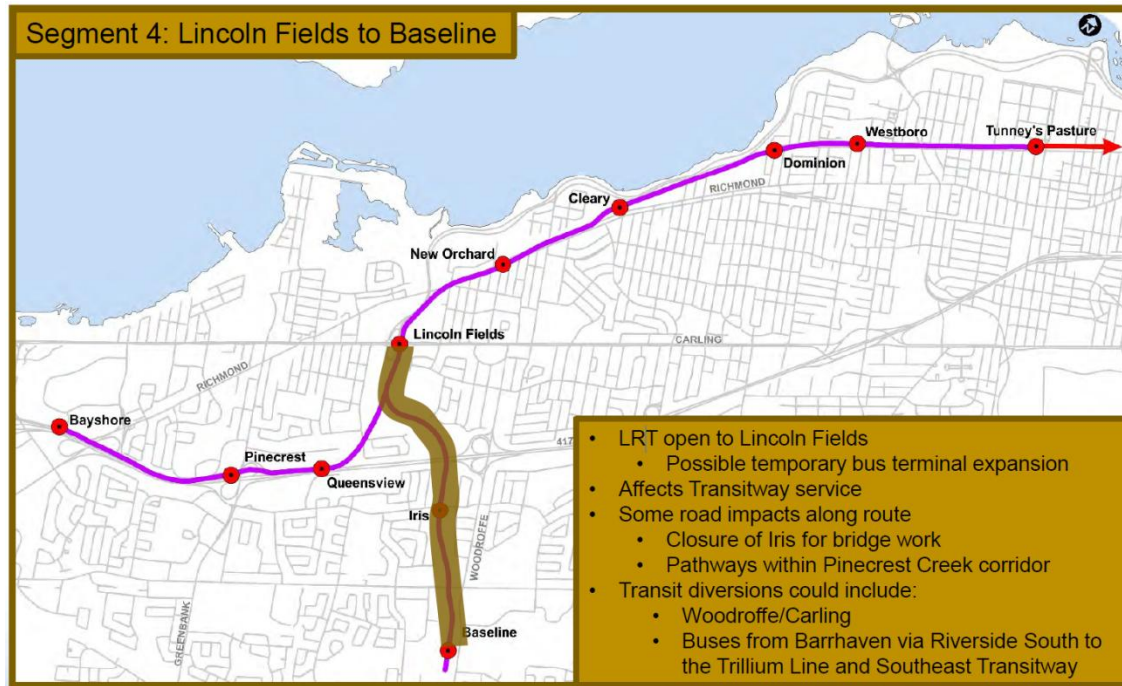 Segment 4: Lincoln Fields to Baseline
Westboro
Tunney's Pasture
Dominion
RICHMOND
Cleary
New Orchard
Lincoln Fields
CARLING
RICHMOND
Bayshore
Pinecrest
Queensview
417
Iris
WOODROFFE
GREENBANK
Baseline
• LRT open to Lincoln Fields
• Possible temporary bus terminal expansion
• Affects Transitway service
• Some road impacts along route
• Closure of Iris for bridge work
• Pathways within Pinecrest Creek corridor
• Transit diversions could include:
• Woodroffe/Carling
• Buses from Barrhaven via Riverside South to
the Trillium Line and Southeast Transitway